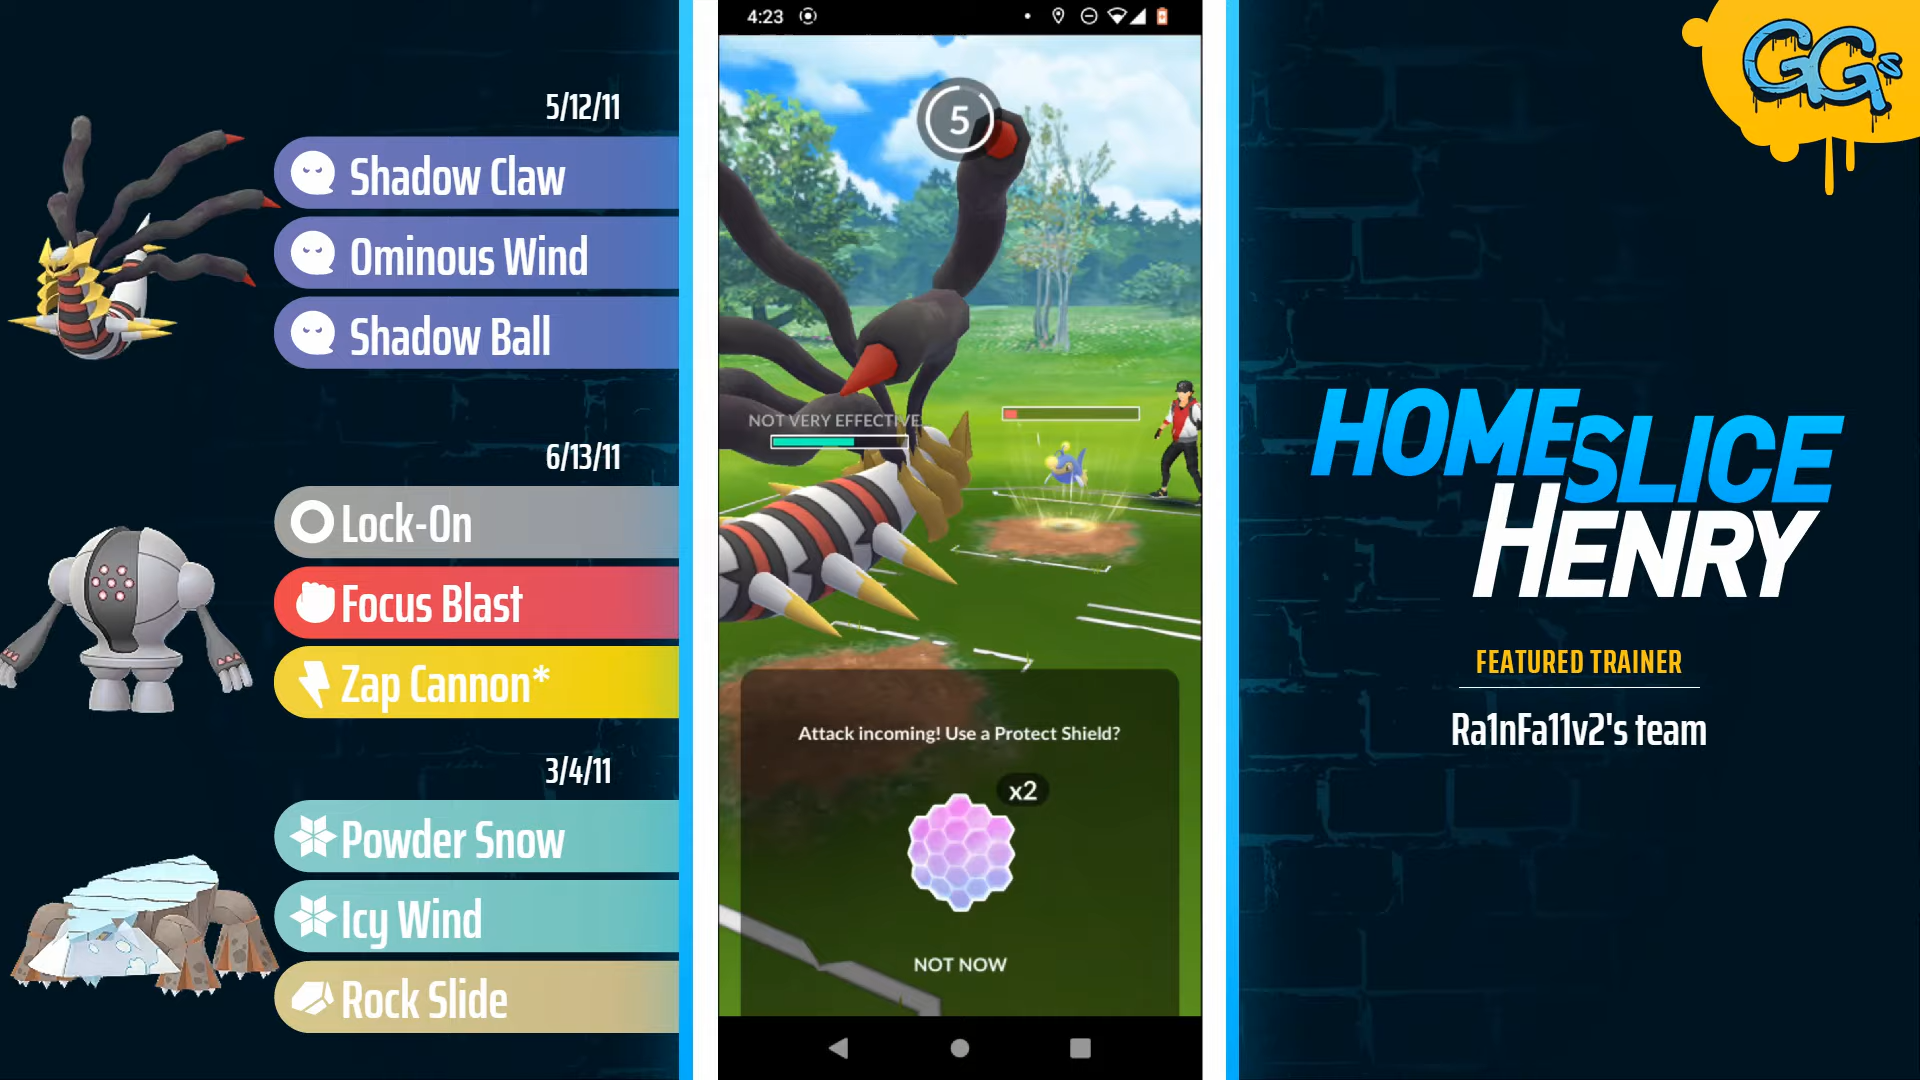 5/12/11
Shadow Claw
Ominous Wind
Shadow Ball
6/13/11
Lock-On
Focus Blast
Zap Cannon*
3/4/11
Powder Snow
Icy Wind
Rock Slide
4:23
5
NOT VERY EFFECTIVE
Attack incoming! Use a Protect Shield?
x2
NOT NOW
GGs
HOMESLICE
HENRY
FEATURED TRAINER
Ra1nFa11v2's team